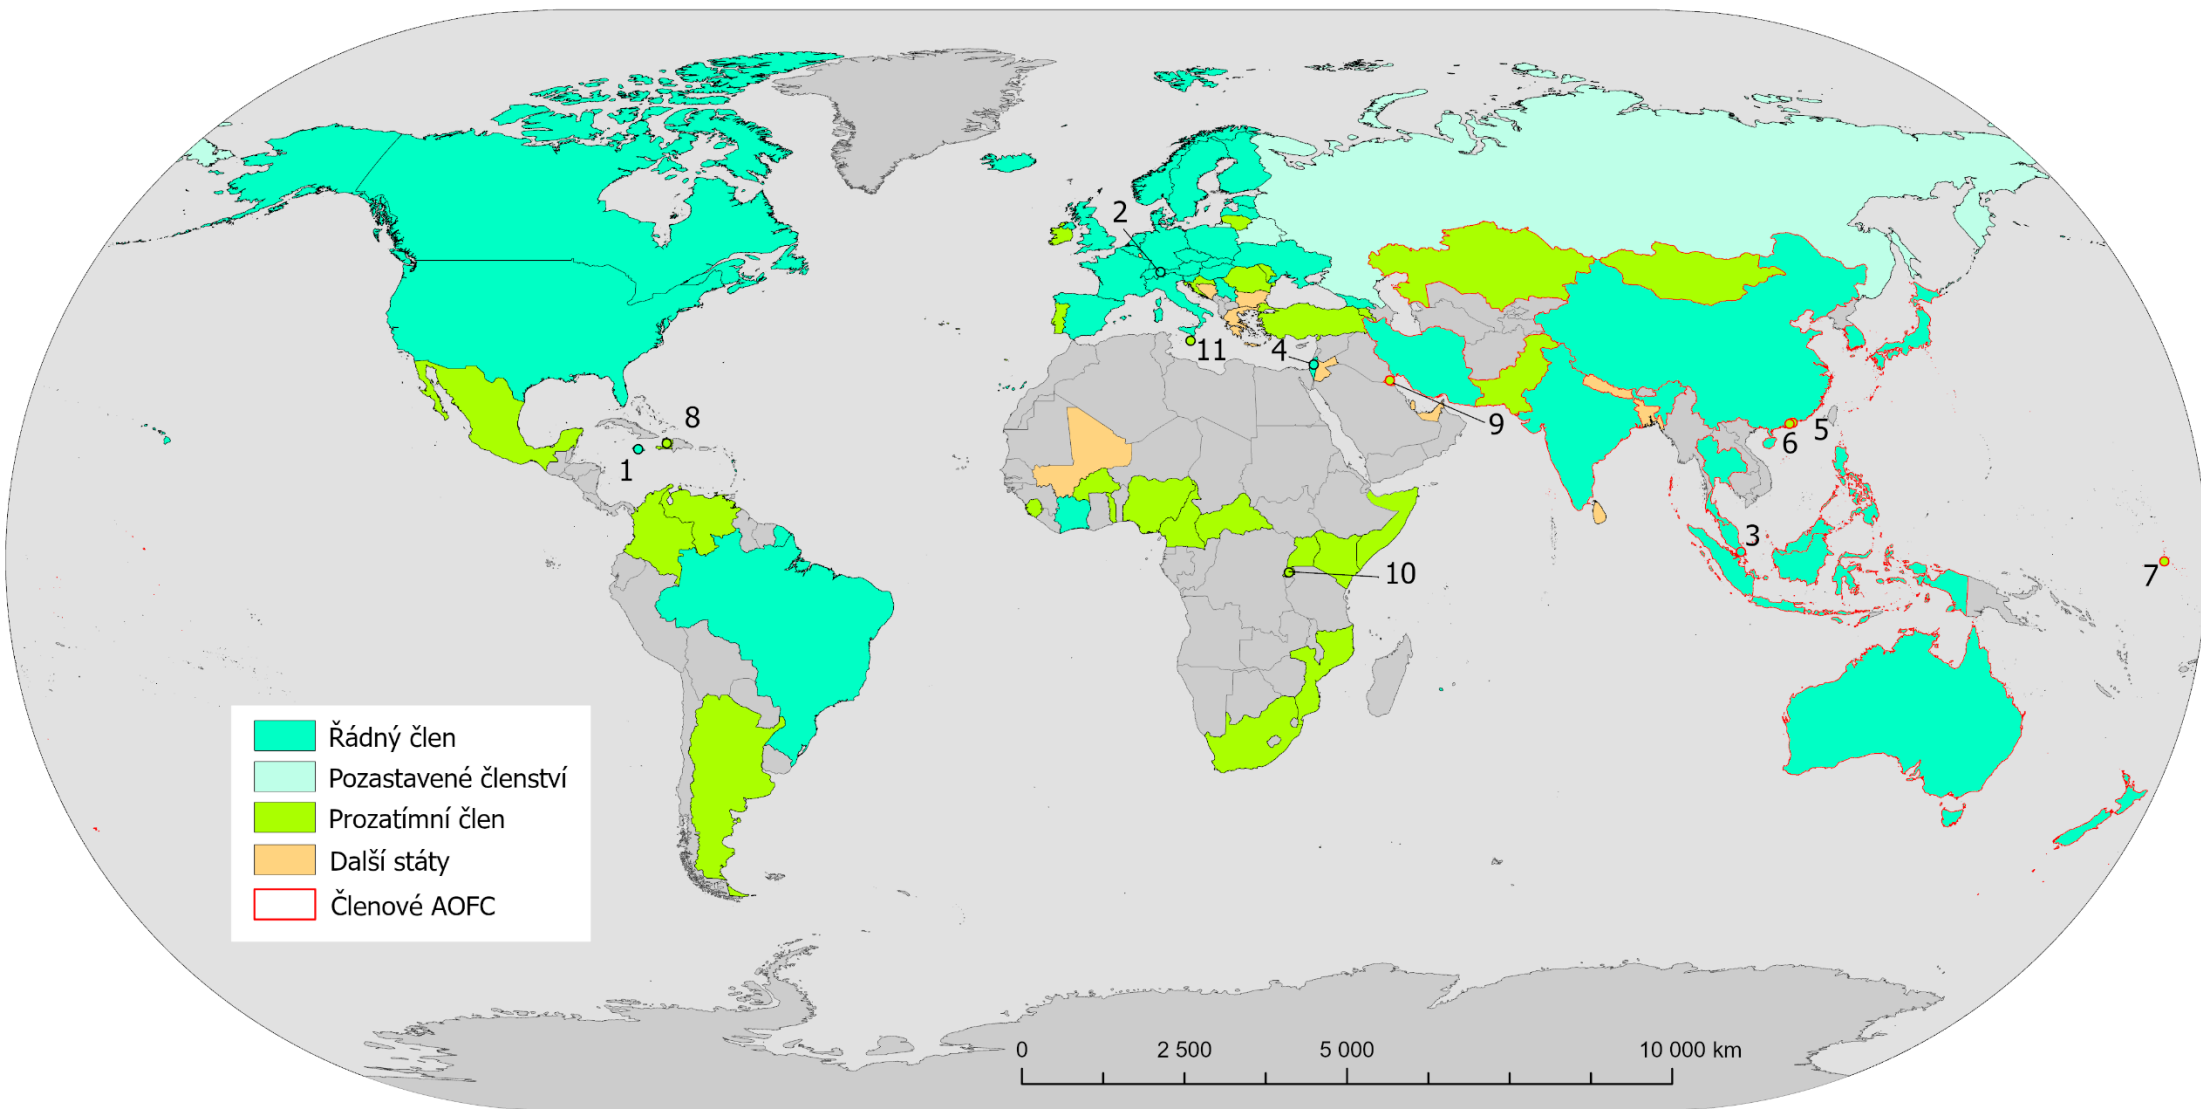 2
11
4
8
1
9
6
5
3
10
7
Řádný člen
Pozastavené členství
Prozatímní člen
Další státy
Členové AOFC
0 2 500 5 000 10 000 km